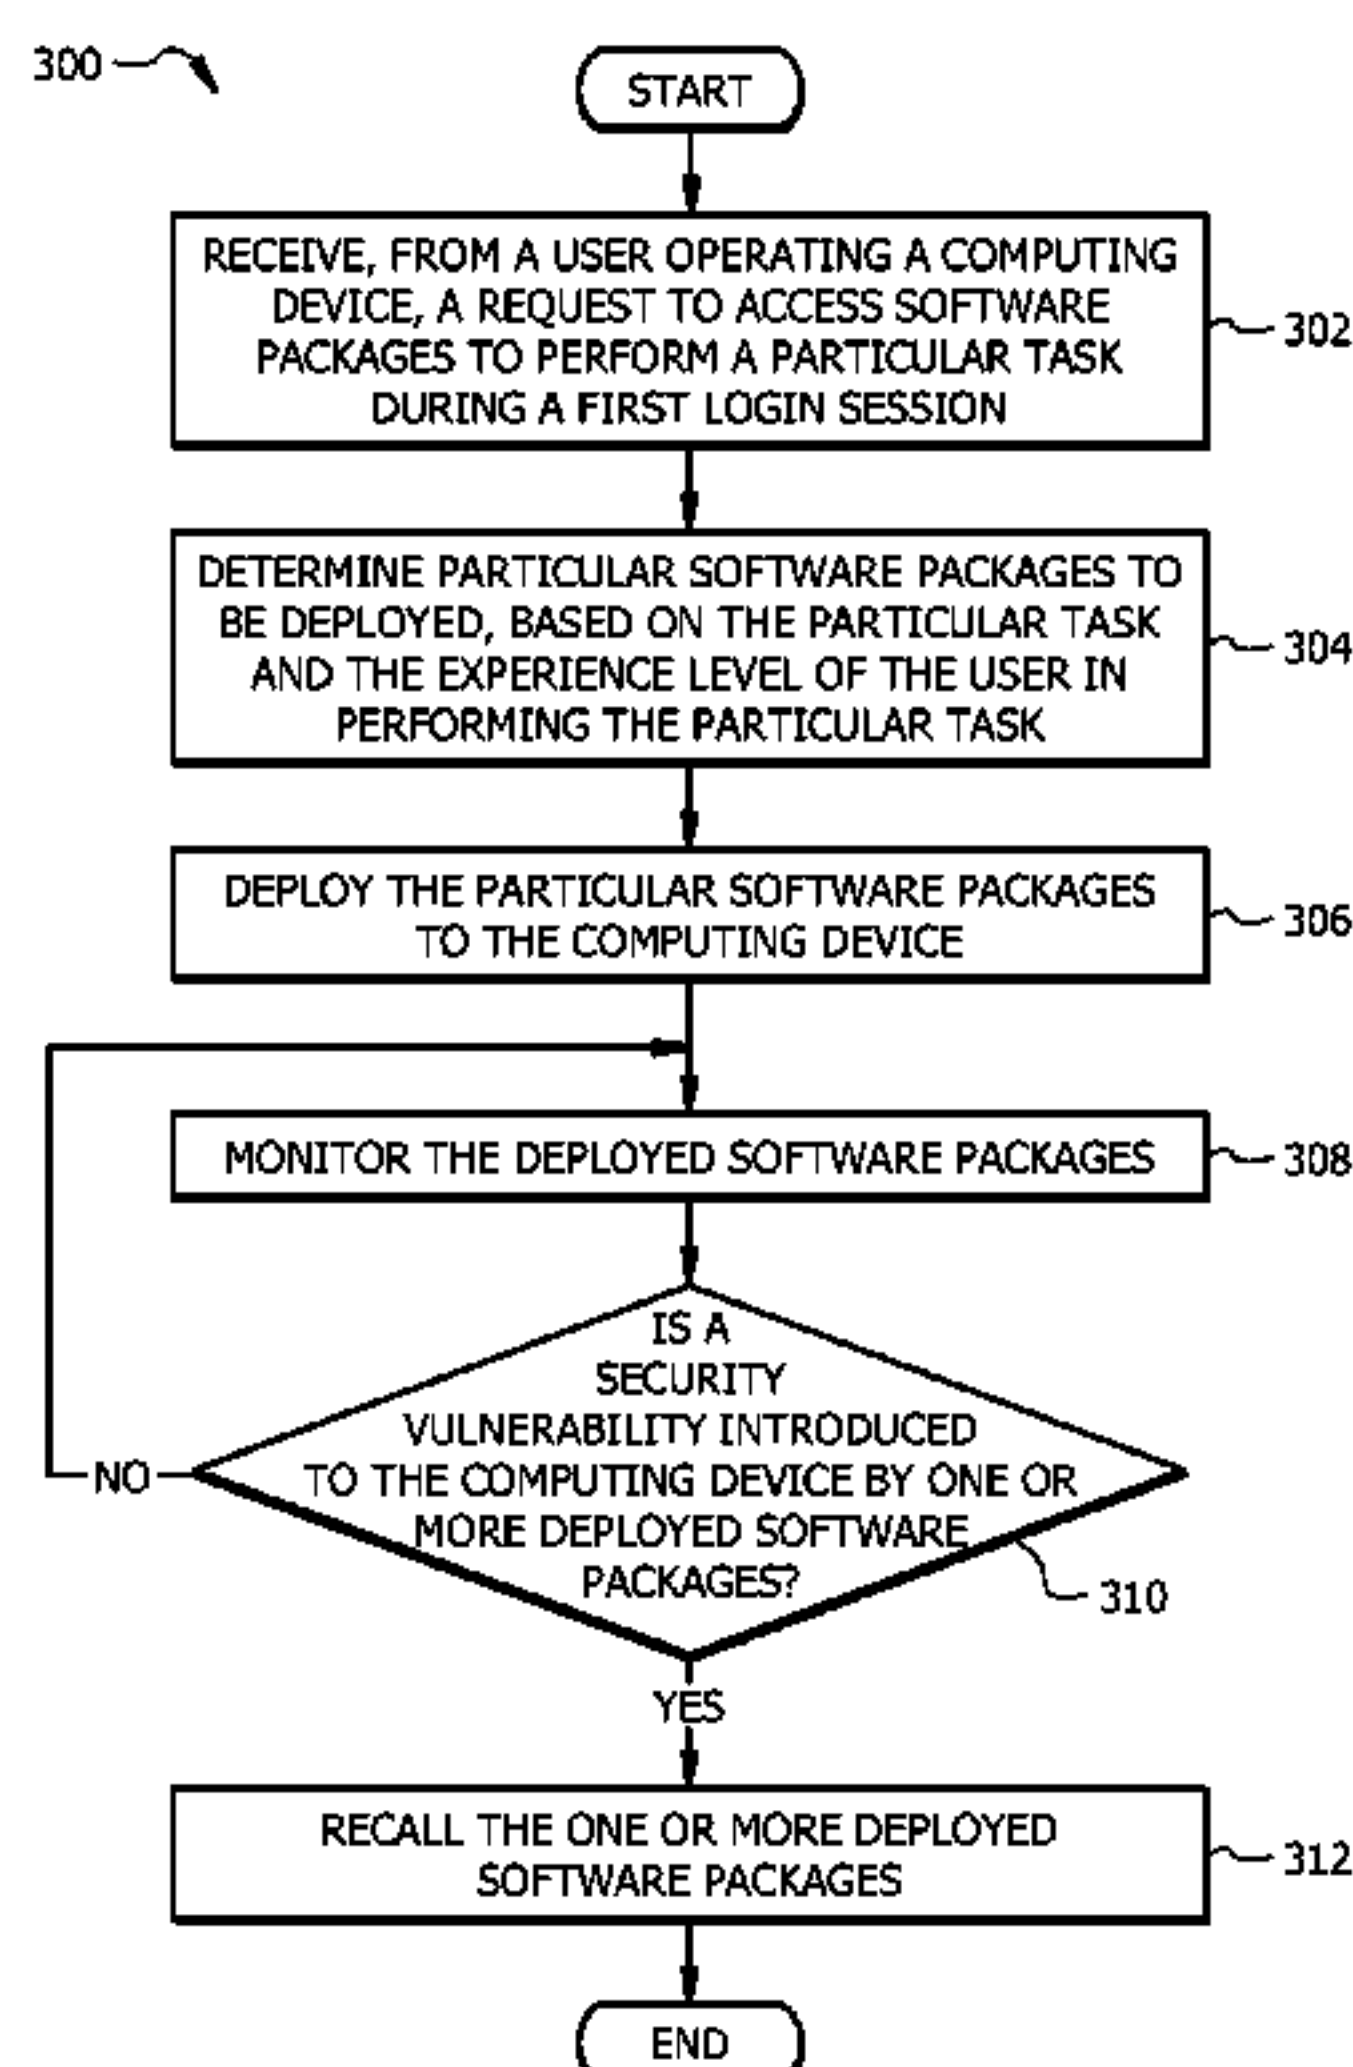 300
START
RECEIVE, FROM A USER OPERATING A COMPUTING
DEVICE, A REQUEST TO ACCESS SOFTWARE
PACKAGES TO PERFORM A PARTICULAR TASK
DURING A FIRST LOGIN SESSION
302
DETERMINE PARTICULAR SOFTWARE PACKAGES TO
BE DEPLOYED, BASED ON THE PARTICULAR TASK
AND THE EXPERIENCE LEVEL OF THE USER IN
PERFORMING THE PARTICULAR TASK
304
DEPLOY THE PARTICULAR SOFTWARE PACKAGES
TO THE COMPUTING DEVICE
306
MONITOR THE DEPLOYED SOFTWARE PACKAGES
308
IS A
SECURITY
VULNERABILITY INTRODUCED
TO THE COMPUTING DEVICE BY ONE OR
MORE DEPLOYED SOFTWARE
PACKAGES?
NO
310
YES
RECALL THE ONE OR MORE DEPLOYED
SOFTWARE PACKAGES
312
END